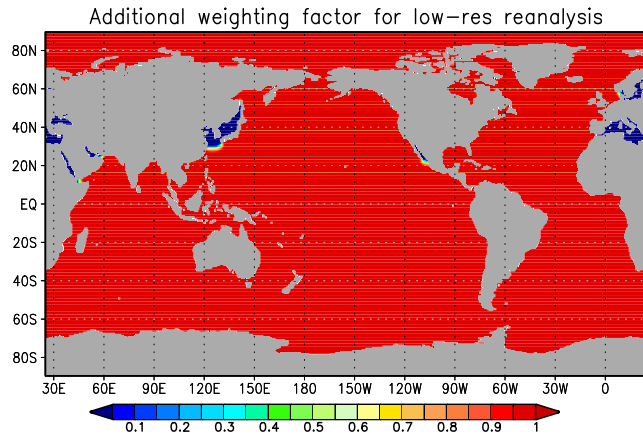 Additional weighting factor for low-res reanalysis
80N
60N
40N
20N
EQ
20S
40S
60S
80S
30E 60E 90E 120E 150E 180 150W 120W 90W 60W 30W 0
0.1 0.2 0.3 0.4 0.5 0.6 0.7 0.8 0.9 1